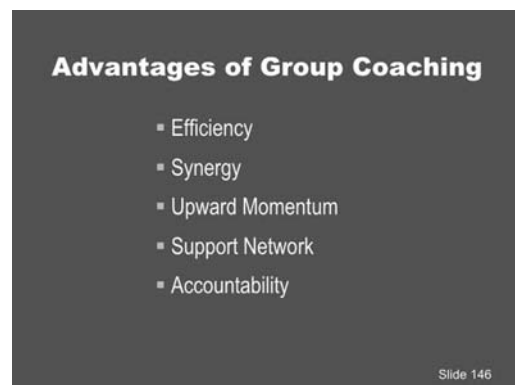 Advantages of Group Coaching
▪ Efficiency
▪ Synergy
▪ Upward Momentum
▪ Support Network
▪ Accountability
Slide 146